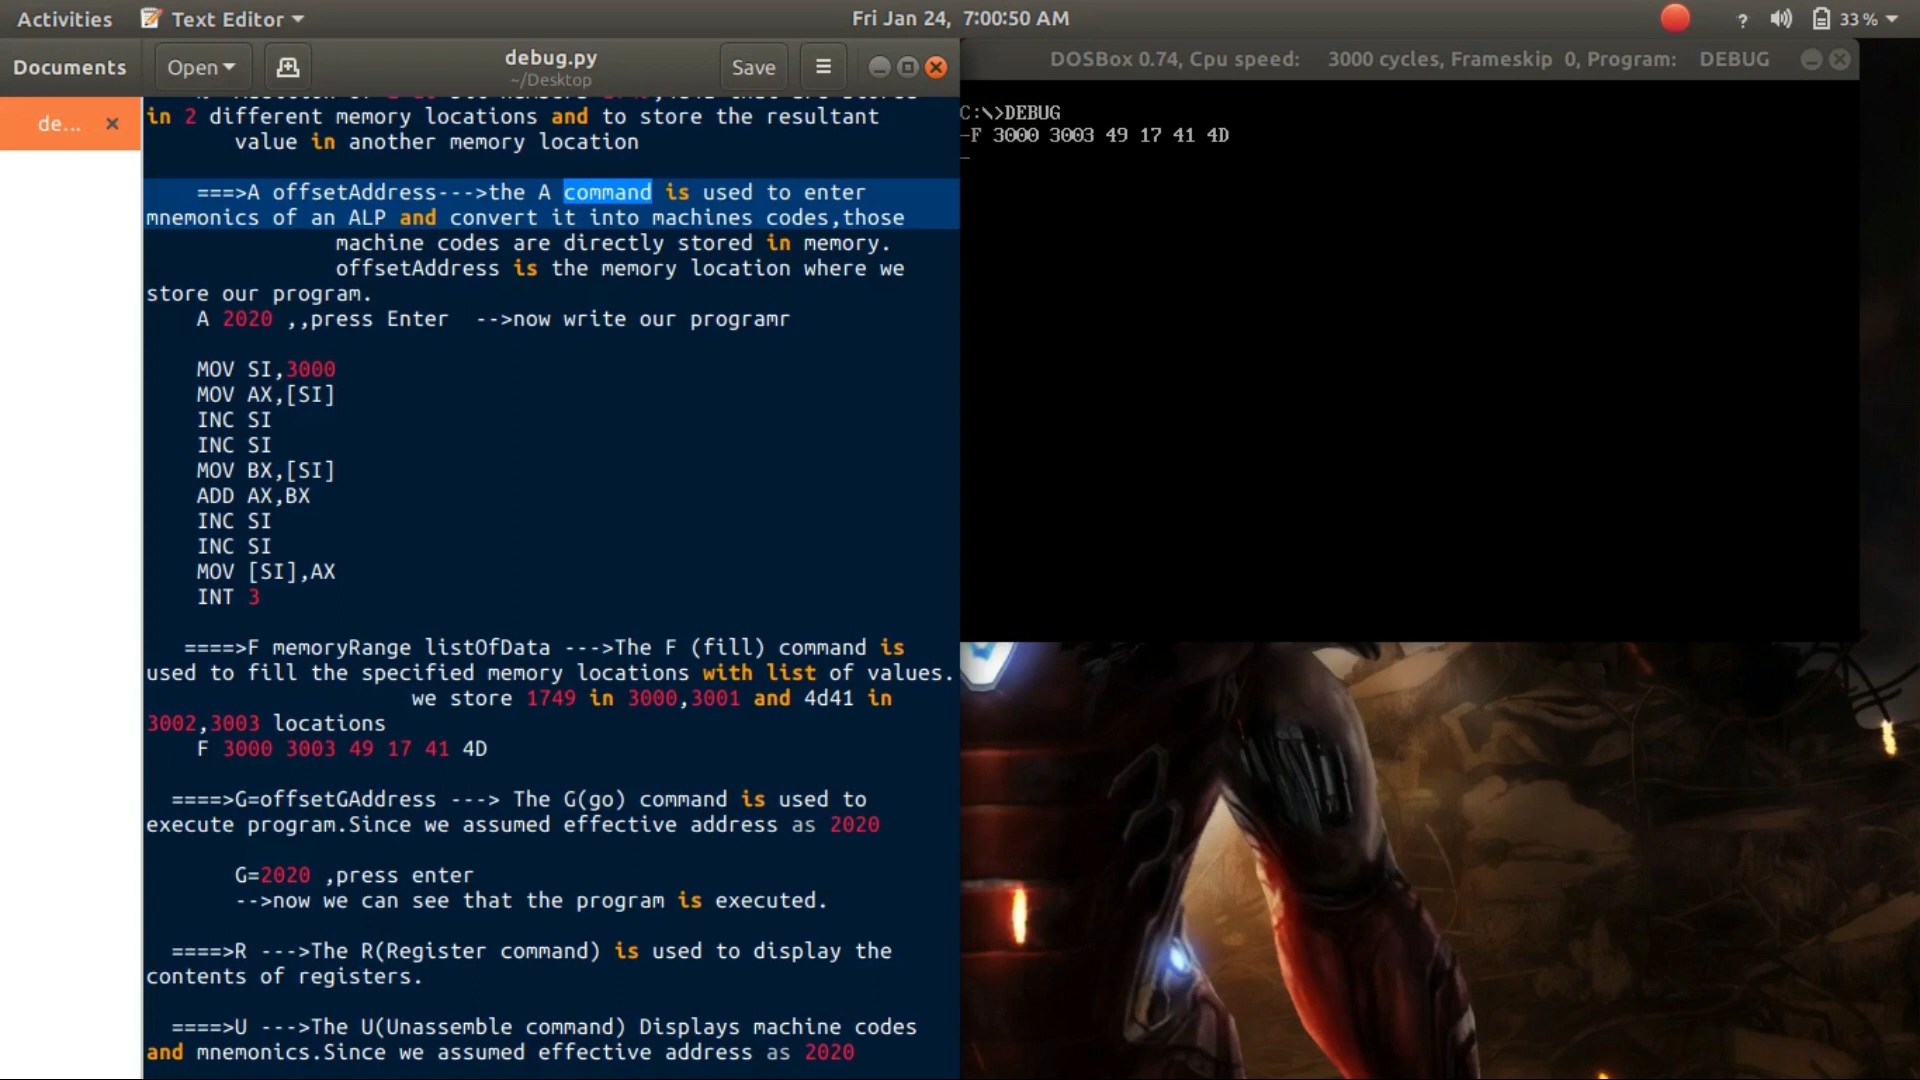 Activities Text Editor Fri Jan 24, 7:00:50 AM ? 33 %
Documents Open debug.py Save
~/Desktop
DOSBox 0.74, Cpu speed: 3000 cycles, Frameskip 0, Program: DEBUG
de...
in 2 different memory locations and to store the resultant
value in another memory location
===>A offsetAddress--->the A command is used to enter
mnemonics of an ALP and convert it into machines codes,those
machine codes are directly stored in memory.
offsetAddress is the memory location where we
store our program.
A 2020 ,,press Enter -->now write our programr
MOV SI,3000
MOV AX,[SI]
INC SI
INC SI
MOV BX,[SI]
ADD AX,BX
INC SI
INC SI
MOV [SI],AX
INT 3
====>F memoryRange listOfData --->The F (fill) command is
used to fill the specified memory locations with list of values.
we store 1749 in 3000,3001 and 4d41 in
3002,3003 locations
F 3000 3003 49 17 41 4D
====>G=offsetGAddress ---> The G(go) command is used to
execute program.Since we assumed effective address as 2020
G=2020 ,press enter
-->now we can see that the program is executed.
====>R --->The R(Register command) is used to display the
contents of registers.
====>U --->The U(Unassemble command) Displays machine codes
and mnemonics.Since we assumed effective address as 2020
C:\>DEBUG
-F 3000 3003 49 17 41 4D
_